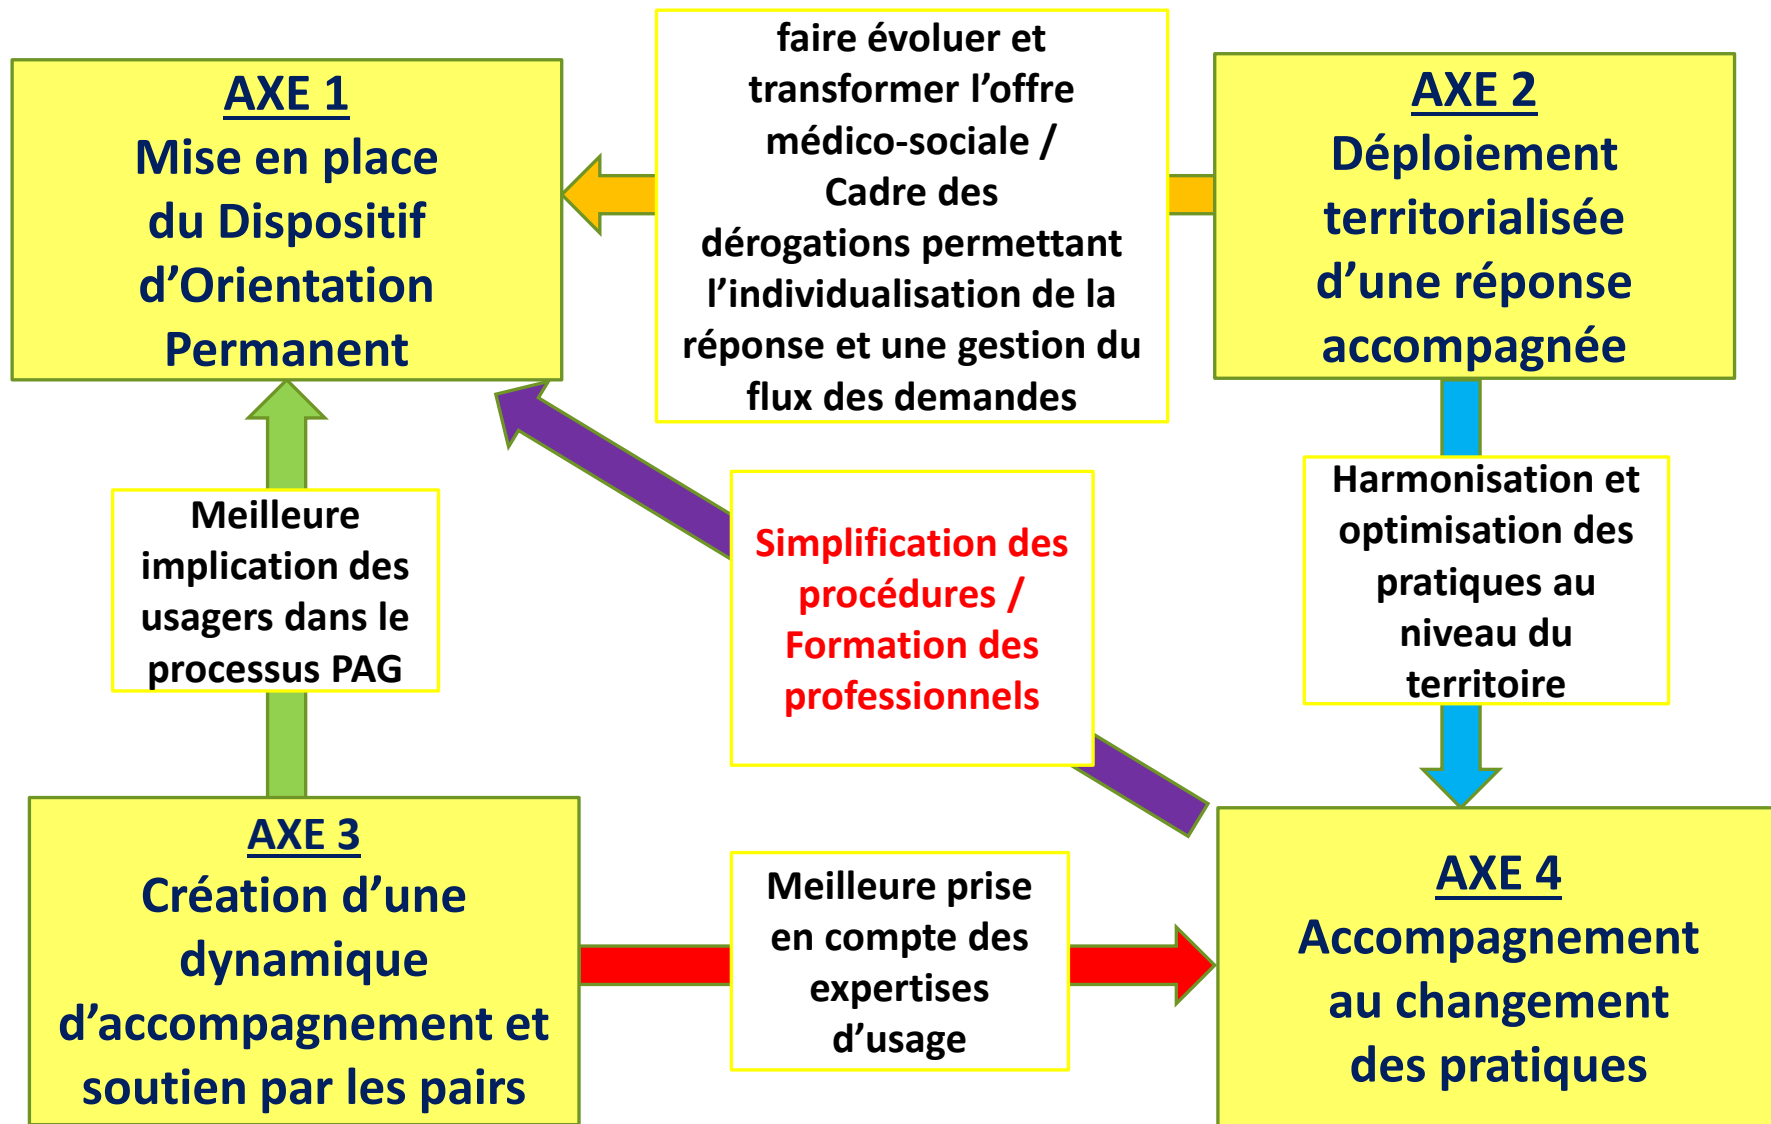 AXE 1
Mise en place
du Dispositif
d’Orientation
Permanent
faire évoluer et
transformer l’offre
médico-sociale /
Cadre des
dérogations permettant
l’individualisation de la
réponse et une gestion du
flux des demandes
AXE 2
Déploiement
territorialisée
d’une réponse
accompagnée
Meilleure
implication des
usagers dans le
processus PAG
Simplification des
procédures /
Formation des
professionnels
Harmonisation et
optimisation des
pratiques au
niveau du
territoire
AXE 3
Création d’une
dynamique
d’accompagnement et
soutien par les pairs
Meilleure prise
en compte des
expertises
d’usage
AXE 4
Accompagnement
au changement
des pratiques